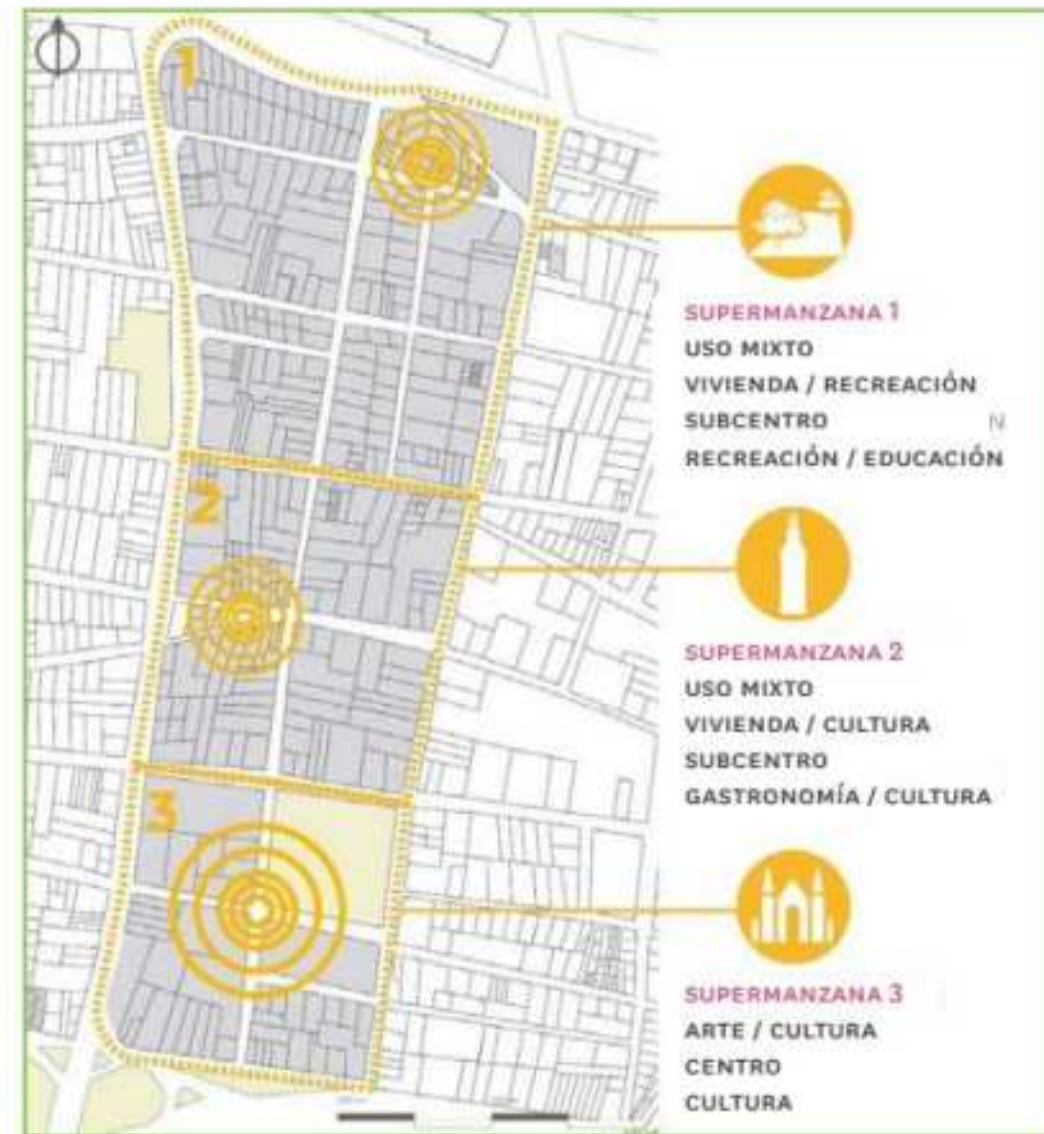 1
2
3
SUPERMANZANA 1
USO MIXTO
VIVIENDA / RECREACIÓN
SUBCENTRO N
RECREACIÓN / EDUCACIÓN
SUPERMANZANA 2
USO MIXTO
VIVIENDA / CULTURA
SUBCENTRO
GASTRONOMÍA / CULTURA
SUPERMANZANA 3
ARTE / CULTURA
CENTRO
CULTURA